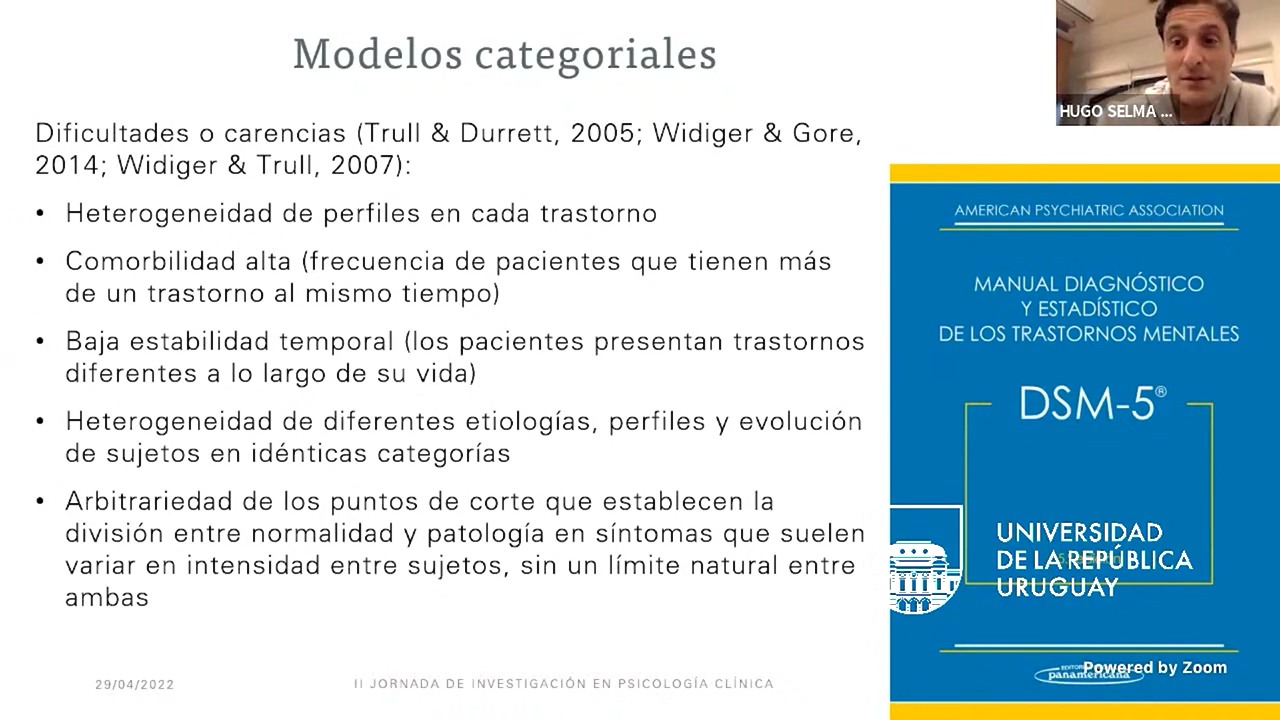 Modelos categoriales
HUGO SELMA ...
Dificultades o carencias (Trull & Durrett, 2005; Widiger & Gore,
2014; Widiger & Trull, 2007):
• Heterogeneidad de perfiles en cada trastorno
• Comorbilidad alta (frecuencia de pacientes que tienen más
de un trastorno al mismo tiempo)
• Baja estabilidad temporal (los pacientes presentan trastornos
diferentes a lo largo de su vida)
• Heterogeneidad de diferentes etiologías, perfiles y evolución
de sujetos en idénticas categorías
• Arbitrariedad de los puntos de corte que establecen la
división entre normalidad y patología en síntomas que suelen
variar en intensidad entre sujetos, sin un límite natural entre
ambas
29/04/2022
II JORNADA DE INVESTIGACIÓN EN PSICOLOGÍA CLÍNICA
AMERICAN PSYCHIATRIC ASSOCIATION
MANUAL DIAGNÓSTICO
Y ESTADÍSTICO
DE LOS TRASTORNOS MENTALES
DSM-5®
UNIVERSIDAD
DE LA REPÚBLICA
URUGUAY
panamericana
Powered by Zoom